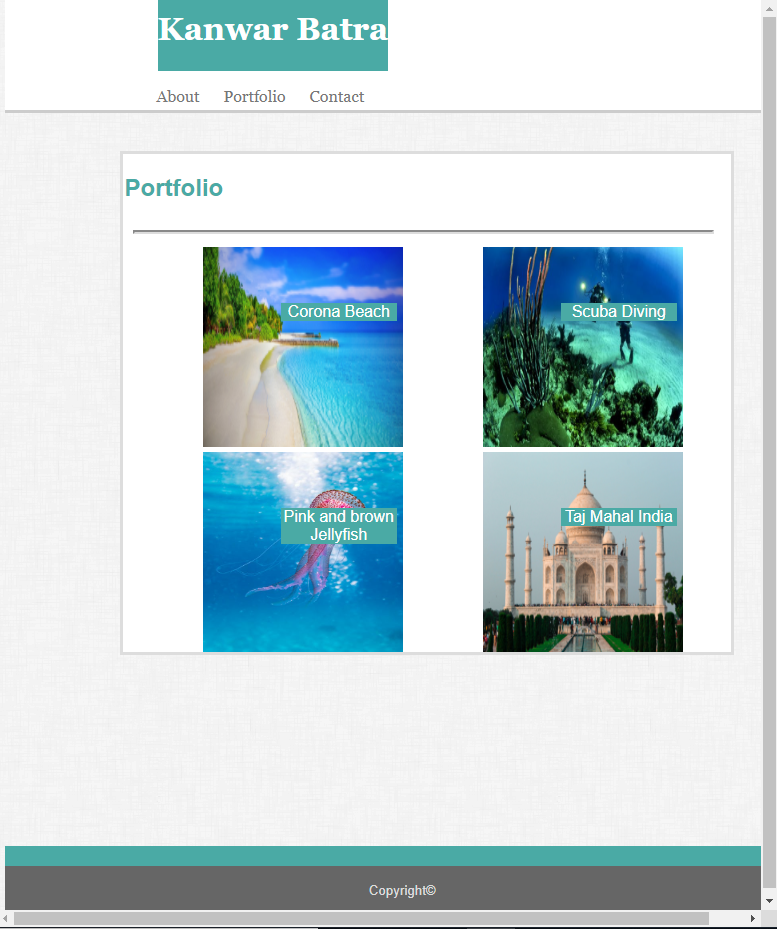 Kanwar Batra
About Portfolio Contact
Portfolio
Corona Beach
Scuba Diving
Pink and brown
Jellyfish
Taj Mahal India
Copyright©